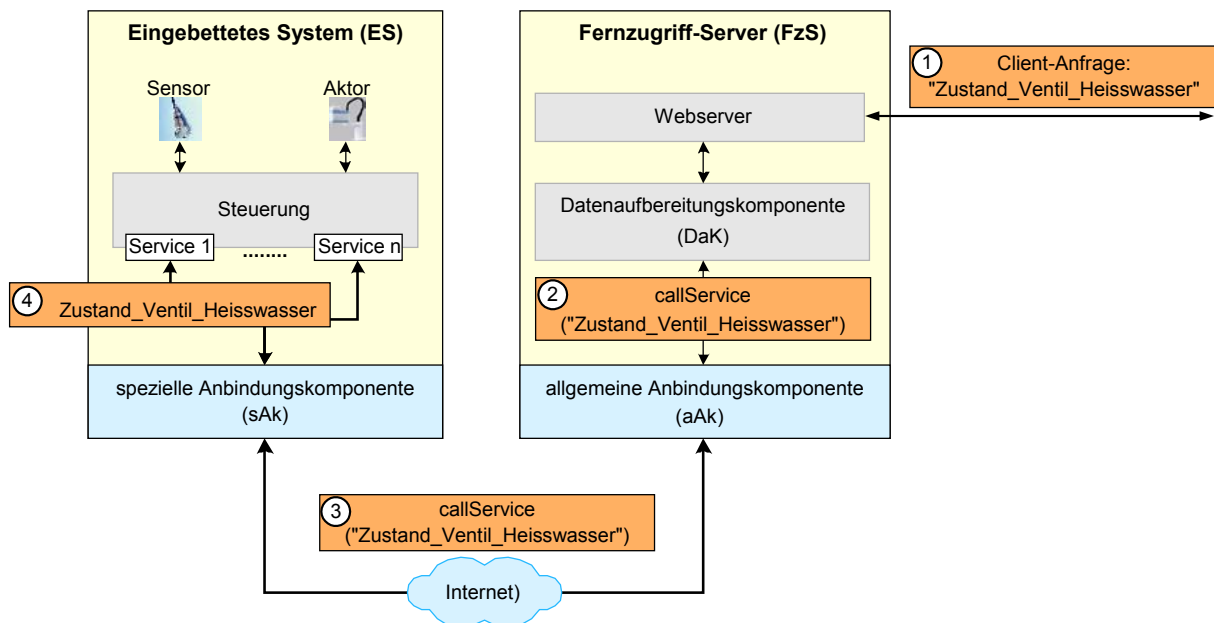 Eingebettetes System (ES)
Sensor
Aktor
Steuerung
Service 1
........
Service n
4
Zustand_Ventil_Heisswasser
spezielle Anbindungskomponente
(sAk)
Fernzugriff-Server (FzS)
Webserver
Datenaufbereitungskomponente
(DaK)
2
callService
("Zustand_Ventil_Heisswasser")
allgemeine Anbindungskomponente
(aAk)
1
Client-Anfrage:
"Zustand_Ventil_Heisswasser"
3
callService
("Zustand_Ventil_Heisswasser")
Internet)